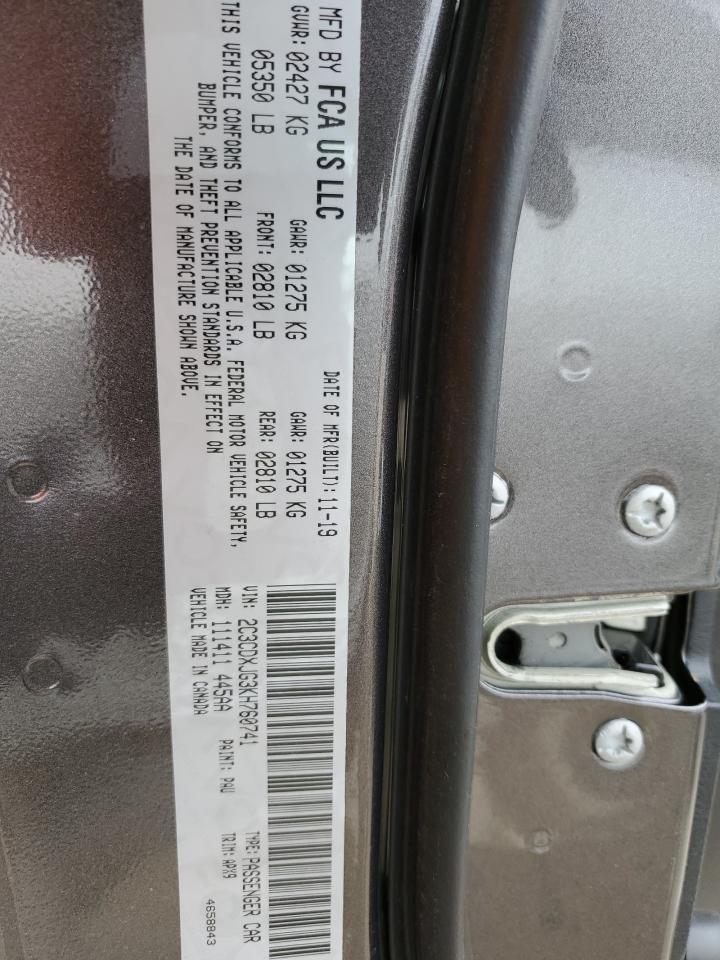 MFD BY FCA US LLC
DATE OF MFR(BUILT): 11-19
GVWR: 02427 KG
GAWR: 01275 KG
GAWR: 01275 KG
05350 LB
FRONT: 02810 LB
REAR: 02810 LB
THIS VEHICLE CONFORMS TO ALL APPLICABLE U.S.A. FEDERAL MOTOR VEHICLE SAFETY,
BUMPER, AND THEFT PREVENTION STANDARDS IN EFFECT ON
THE DATE OF MANUFACTURE SHOWN ABOVE.
VIN: 2C3CDXJG3KH760741
TYPE: PASSENGER CAR
MDH: 111411 445AA
PAINT: PAU
TRIM: APX9
VEHICLE MADE IN CANADA
4658843